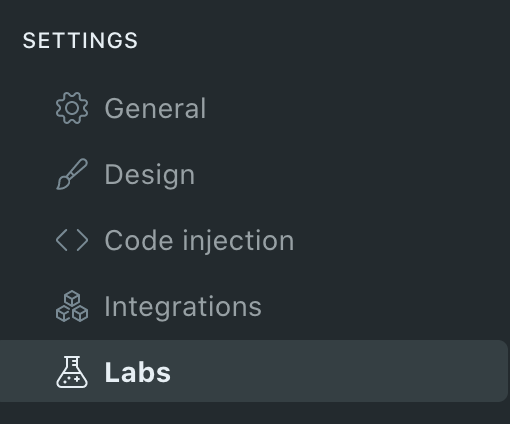 SETTINGS
General
Design
Code injection
Integrations
Labs